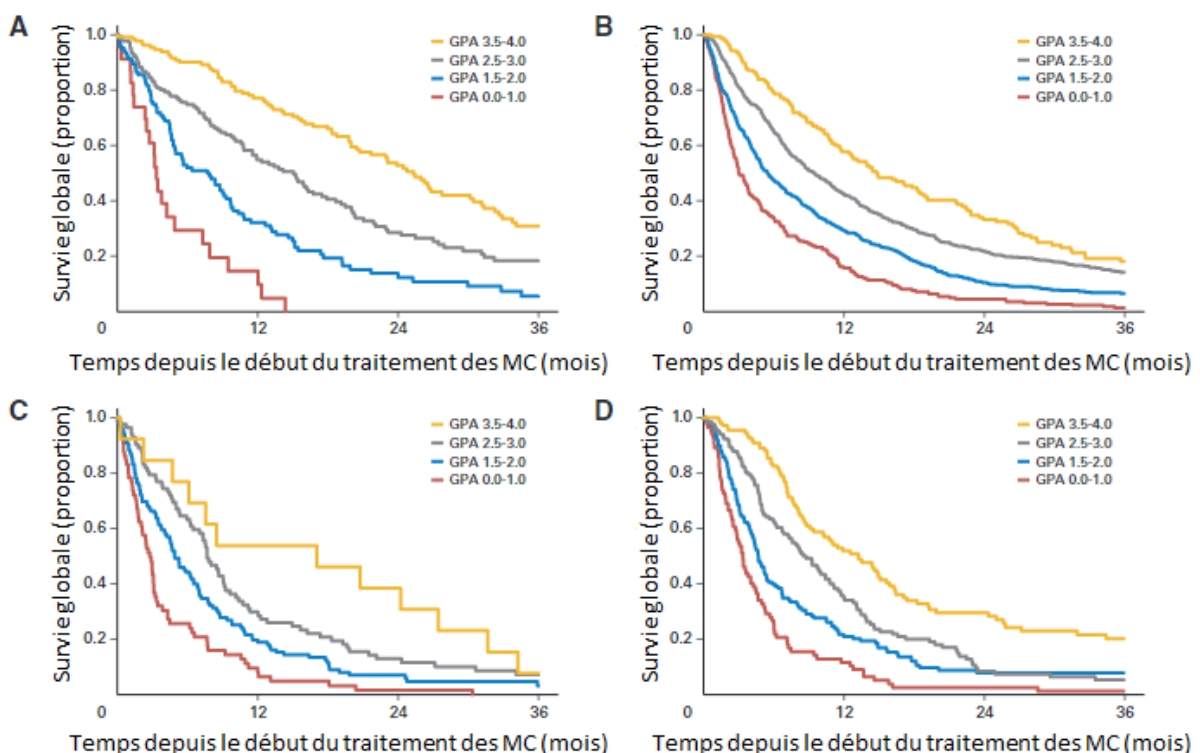 A
1.0
0.8
0.6
0.4
0.2
0
12
24
36
GPA 3.5-4.0
GPA 2.5-3.0
GPA 1.5-2.0
GPA 0.0-1.0
Survie globale (proportion)
Temps depuis le début du traitement des MC (mois)
B
1.0
0.8
0.6
0.4
0.2
0
12
24
36
GPA 3.5-4.0
GPA 2.5-3.0
GPA 1.5-2.0
GPA 0.0-1.0
Survie globale (proportion)
Temps depuis le début du traitement des MC (mois)
C
1.0
0.8
0.6
0.4
0.2
0
12
24
36
GPA 3.5-4.0
GPA 2.5-3.0
GPA 1.5-2.0
GPA 0.0-1.0
Survie globale (proportion)
Temps depuis le début du traitement des MC (mois)
D
1.0
0.8
0.6
0.4
0.2
0
12
24
36
GPA 3.5-4.0
GPA 2.5-3.0
GPA 1.5-2.0
GPA 0.0-1.0
Survie globale (proportion)
Temps depuis le début du traitement des MC (mois)